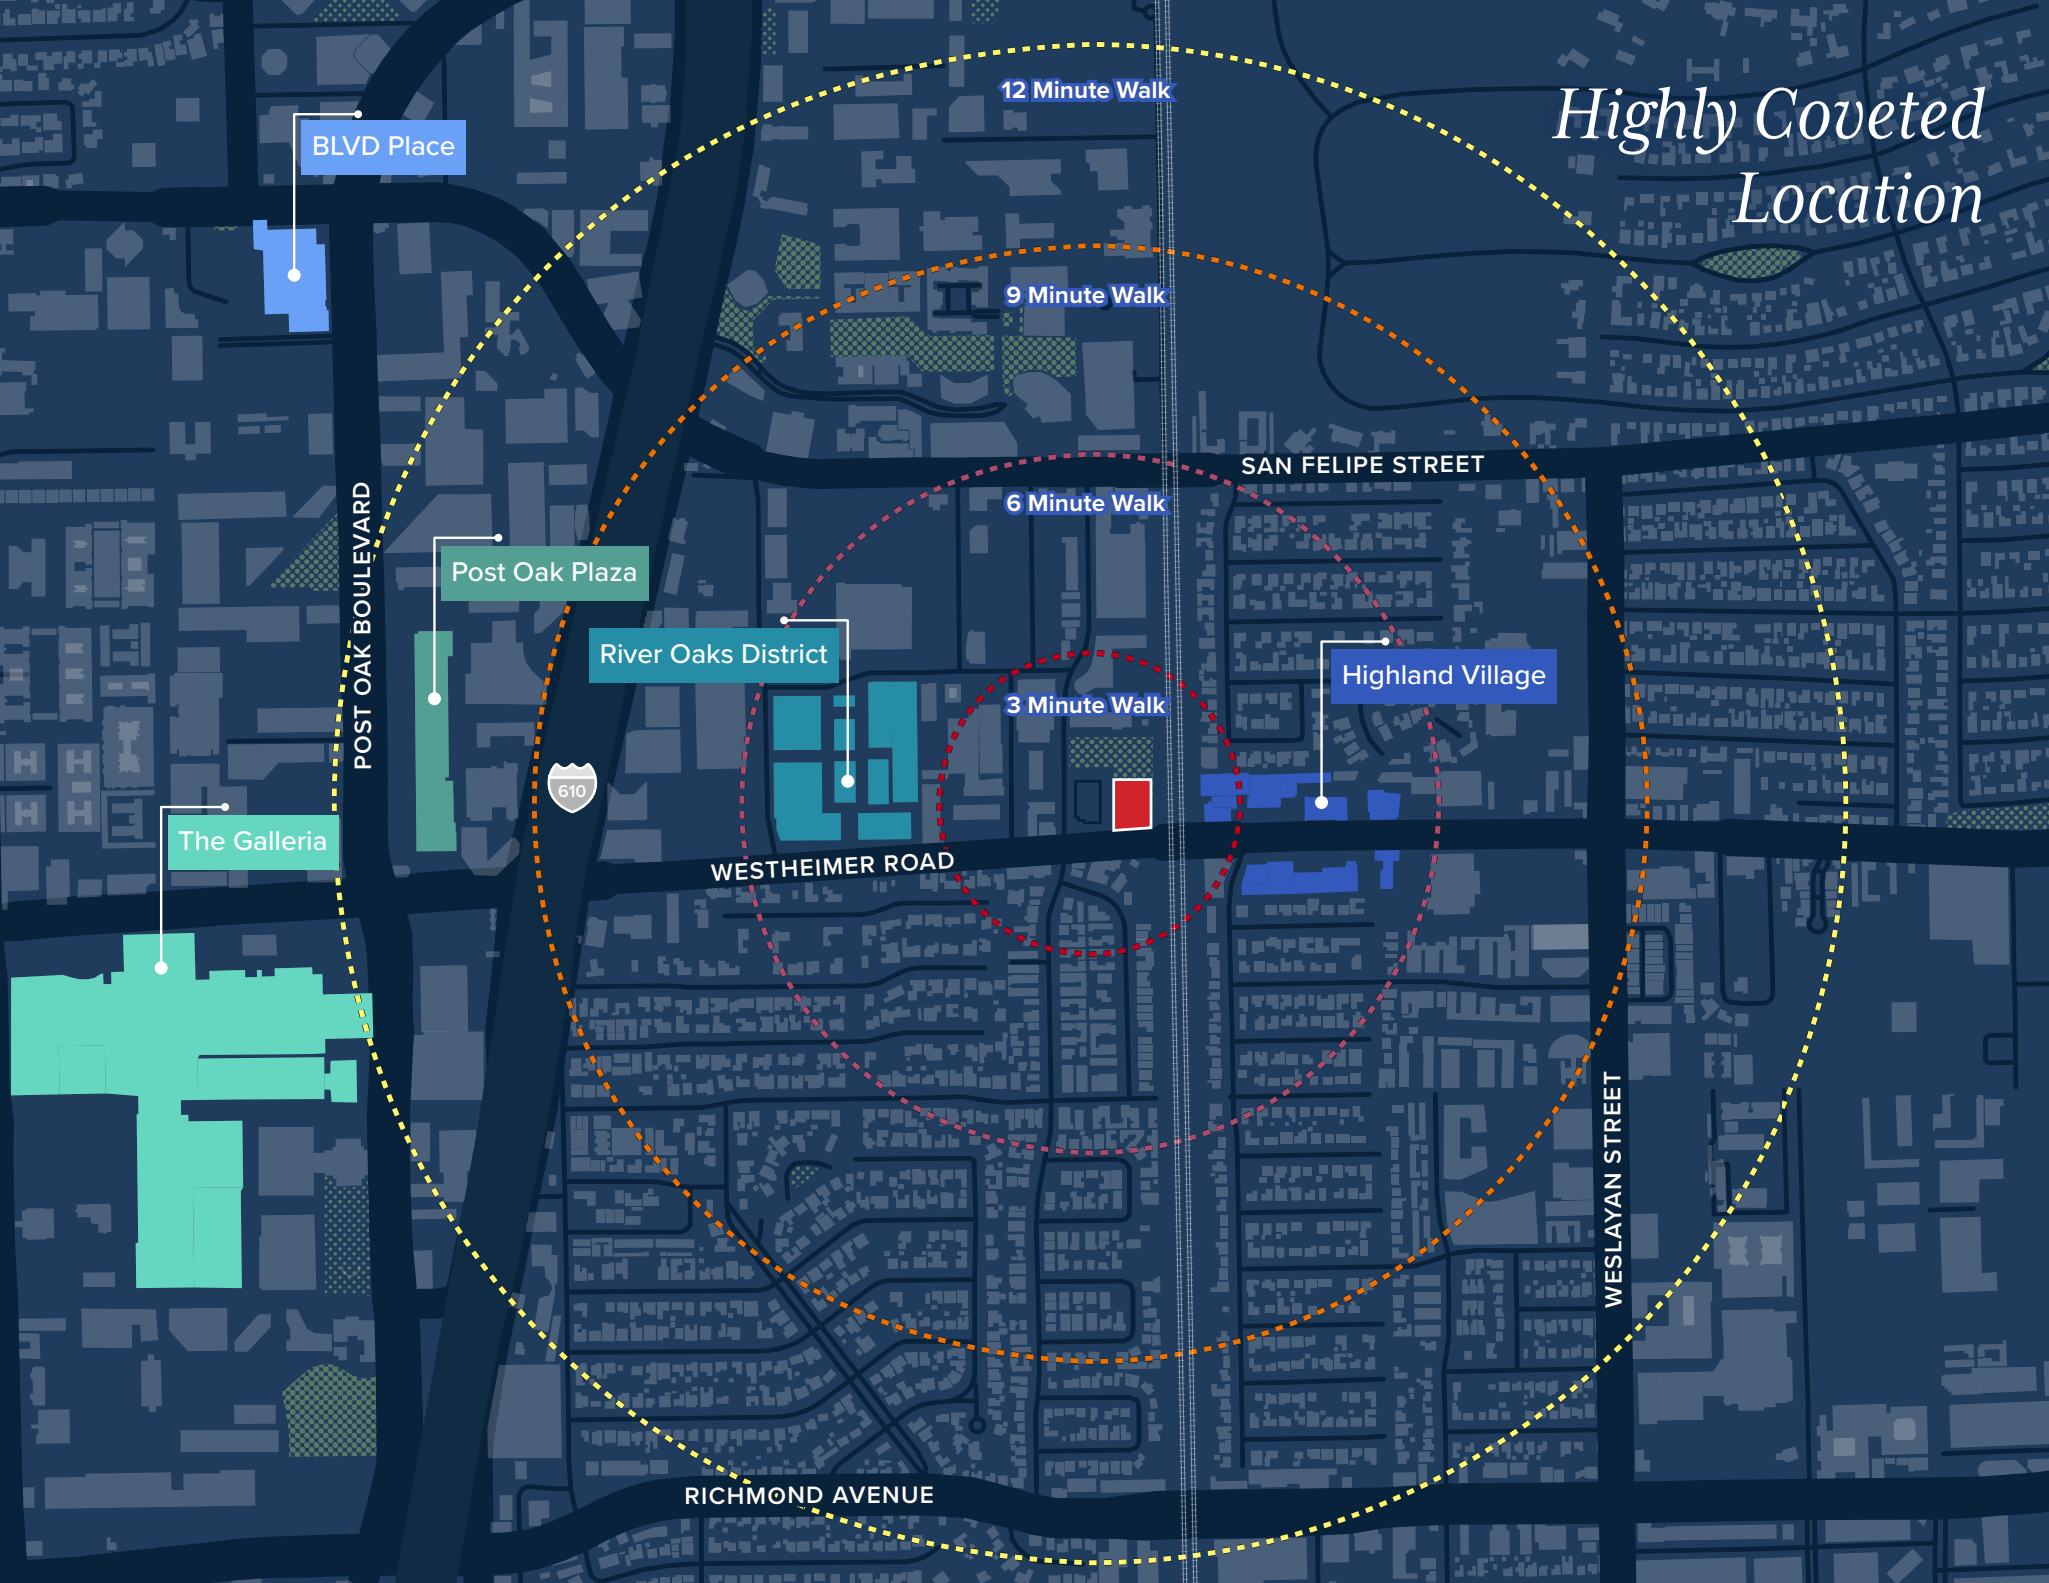 Highly Coveted
Location
12 Minute Walk
BLVD Place
9 Minute Walk
SAN FELIPE STREET
6 Minute Walk
POST OAK BOULEVARD
Post Oak Plaza
River Oaks District
Highland Village
3 Minute Walk
610
The Galleria
WESTHEIMER ROAD
WESLAYAN STREET
RICHMOND AVENUE